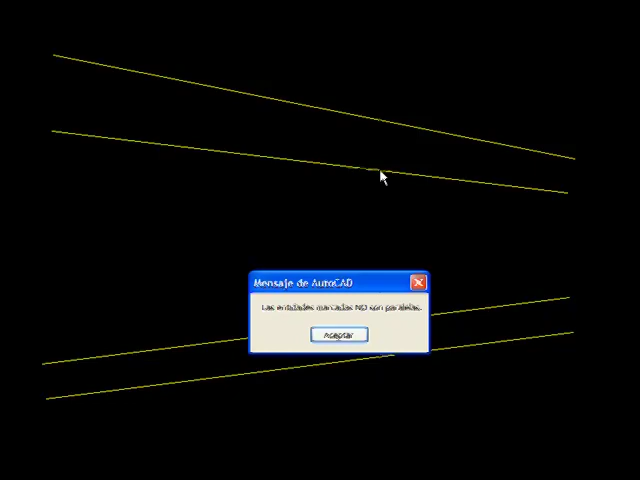 Mensaje de AutoCAD
Las entidades marcadas NO son paralelas.
Aceptar